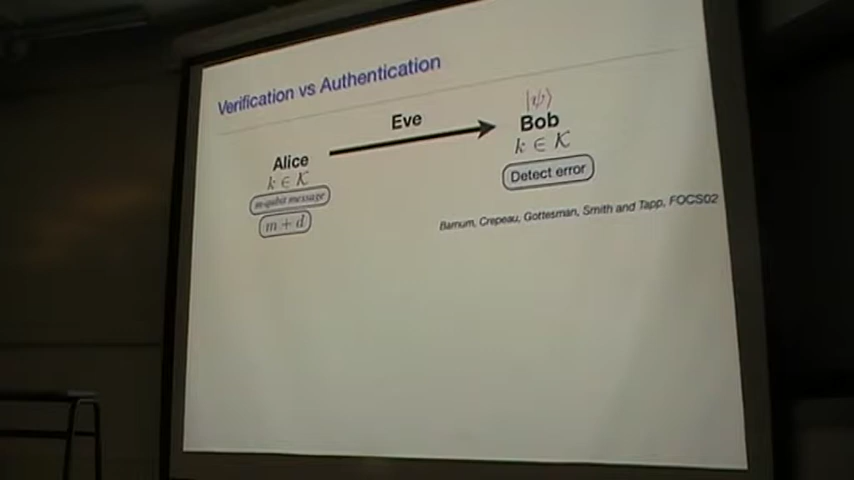 Verification vs Authentication
|ψ⟩
Eve
Bob
Alice
k ∈ K
k ∈ K
m-qubit message
Detect error
m + d
Barnum, Crepeau, Gottesman, Smith and Tapp, FOCS02